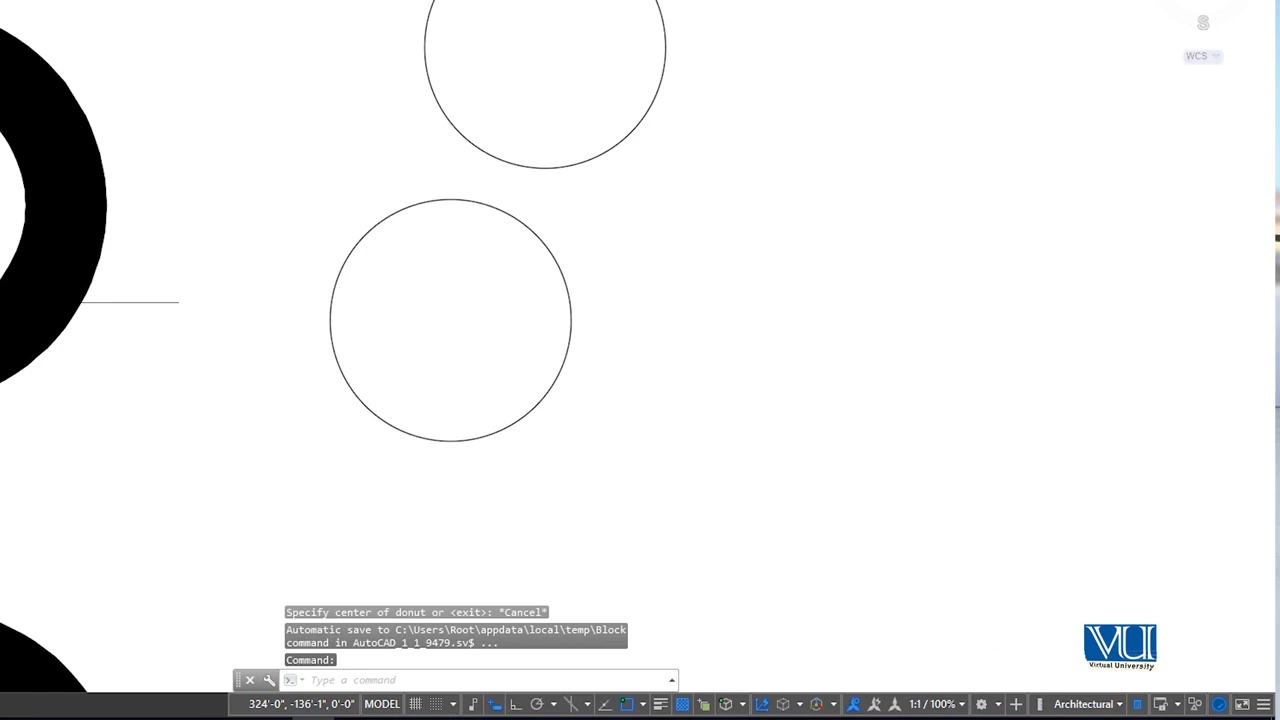 S
WCS
Specify center of donut or <exit>: *Cancel*
Automatic save to C:\Users\Root\appdata\local\temp\Block
command in AutoCAD_1_1_9479.sv$ ...
Command:
Type a command
324'-0", -136'-1", 0'-0" MODEL 1:1 / 100% Architectural
VU
Virtual University